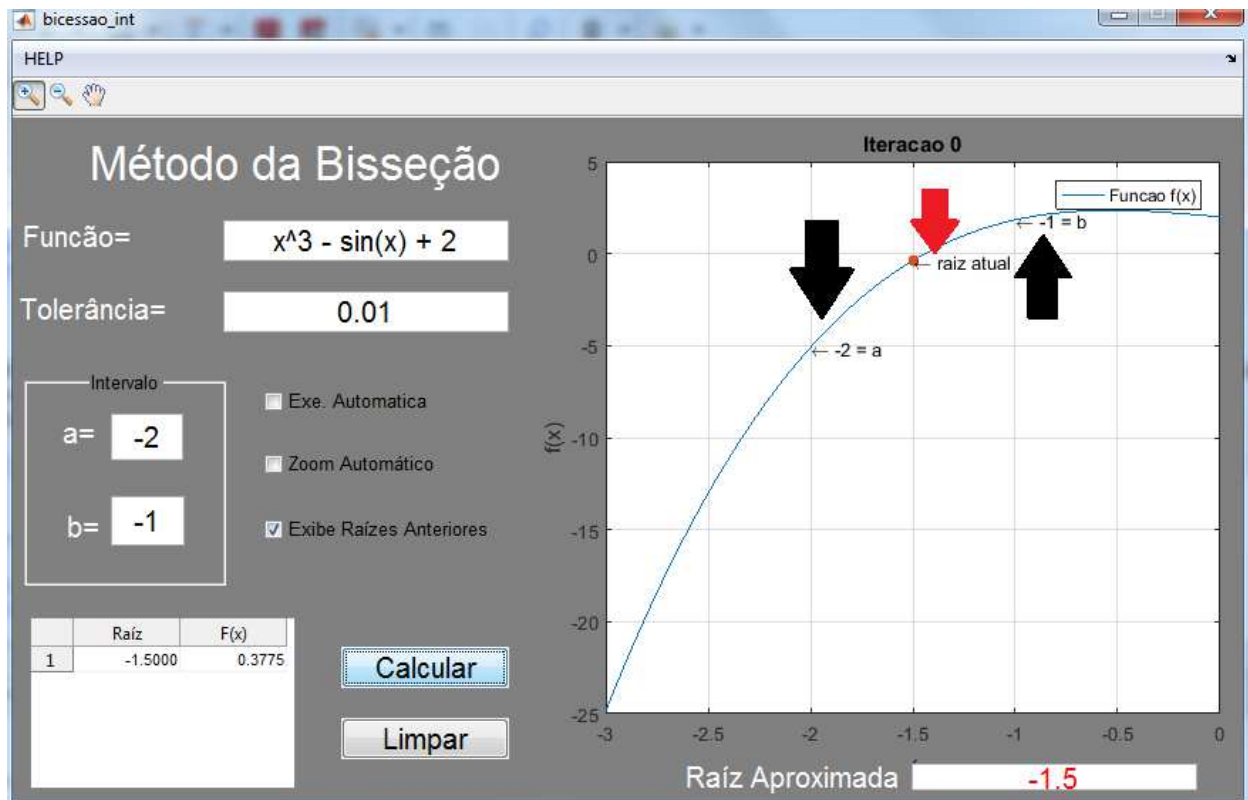 bicessao_int
HELP
Método da Bisseção
Funcão= x^3 - sin(x) + 2
Tolerância= 0.01
Intervalo
a= -2
b= -1
Exe. Automatica
Zoom Automático
Exibe Raízes Anteriores
Raíz F(x)
1 -1.5000 0.3775
Calcular
Limpar
Iteracao 0
Funcao f(x)
← -1 = b
← raiz atual
← -2 = a
f(x)
5
0
-5
-10
-15
-20
-25
-3 -2.5 -2 -1.5 -1 -0.5 0
Raíz Aproximada -1.5